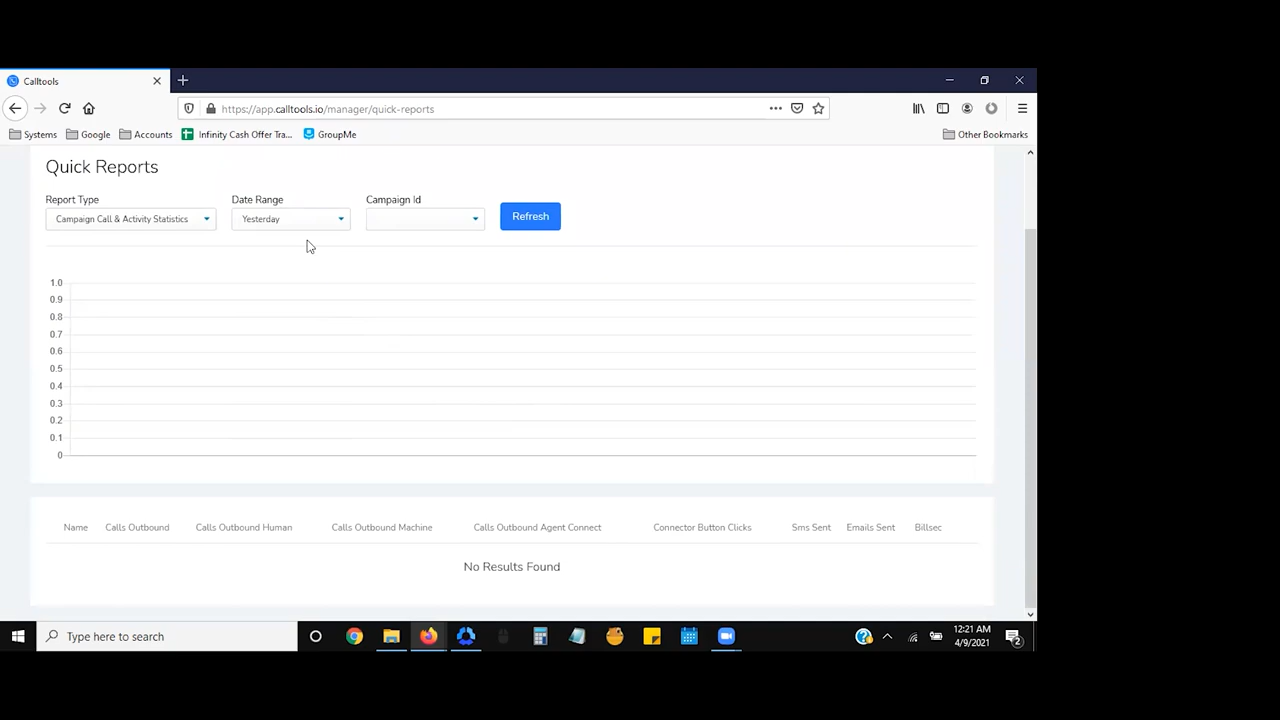 Calltools
https://app.calltools.io/manager/quick-reports
Systems
Google
Accounts
Infinity Cash Offer Tra...
GroupMe
Other Bookmarks
Quick Reports
Report Type
Date Range
Campaign Id
Campaign Call & Activity Statistics
Yesterday
Refresh
1.0
0.9
0.8
0.7
0.6
0.5
0.4
0.3
0.2
0.1
0
Name Calls Outbound Calls Outbound Human Calls Outbound Machine Calls Outbound Agent Connect Connector Button Clicks Sms Sent Emails Sent Billsec
No Results Found
Type here to search
12:21 AM
4/9/2021
2